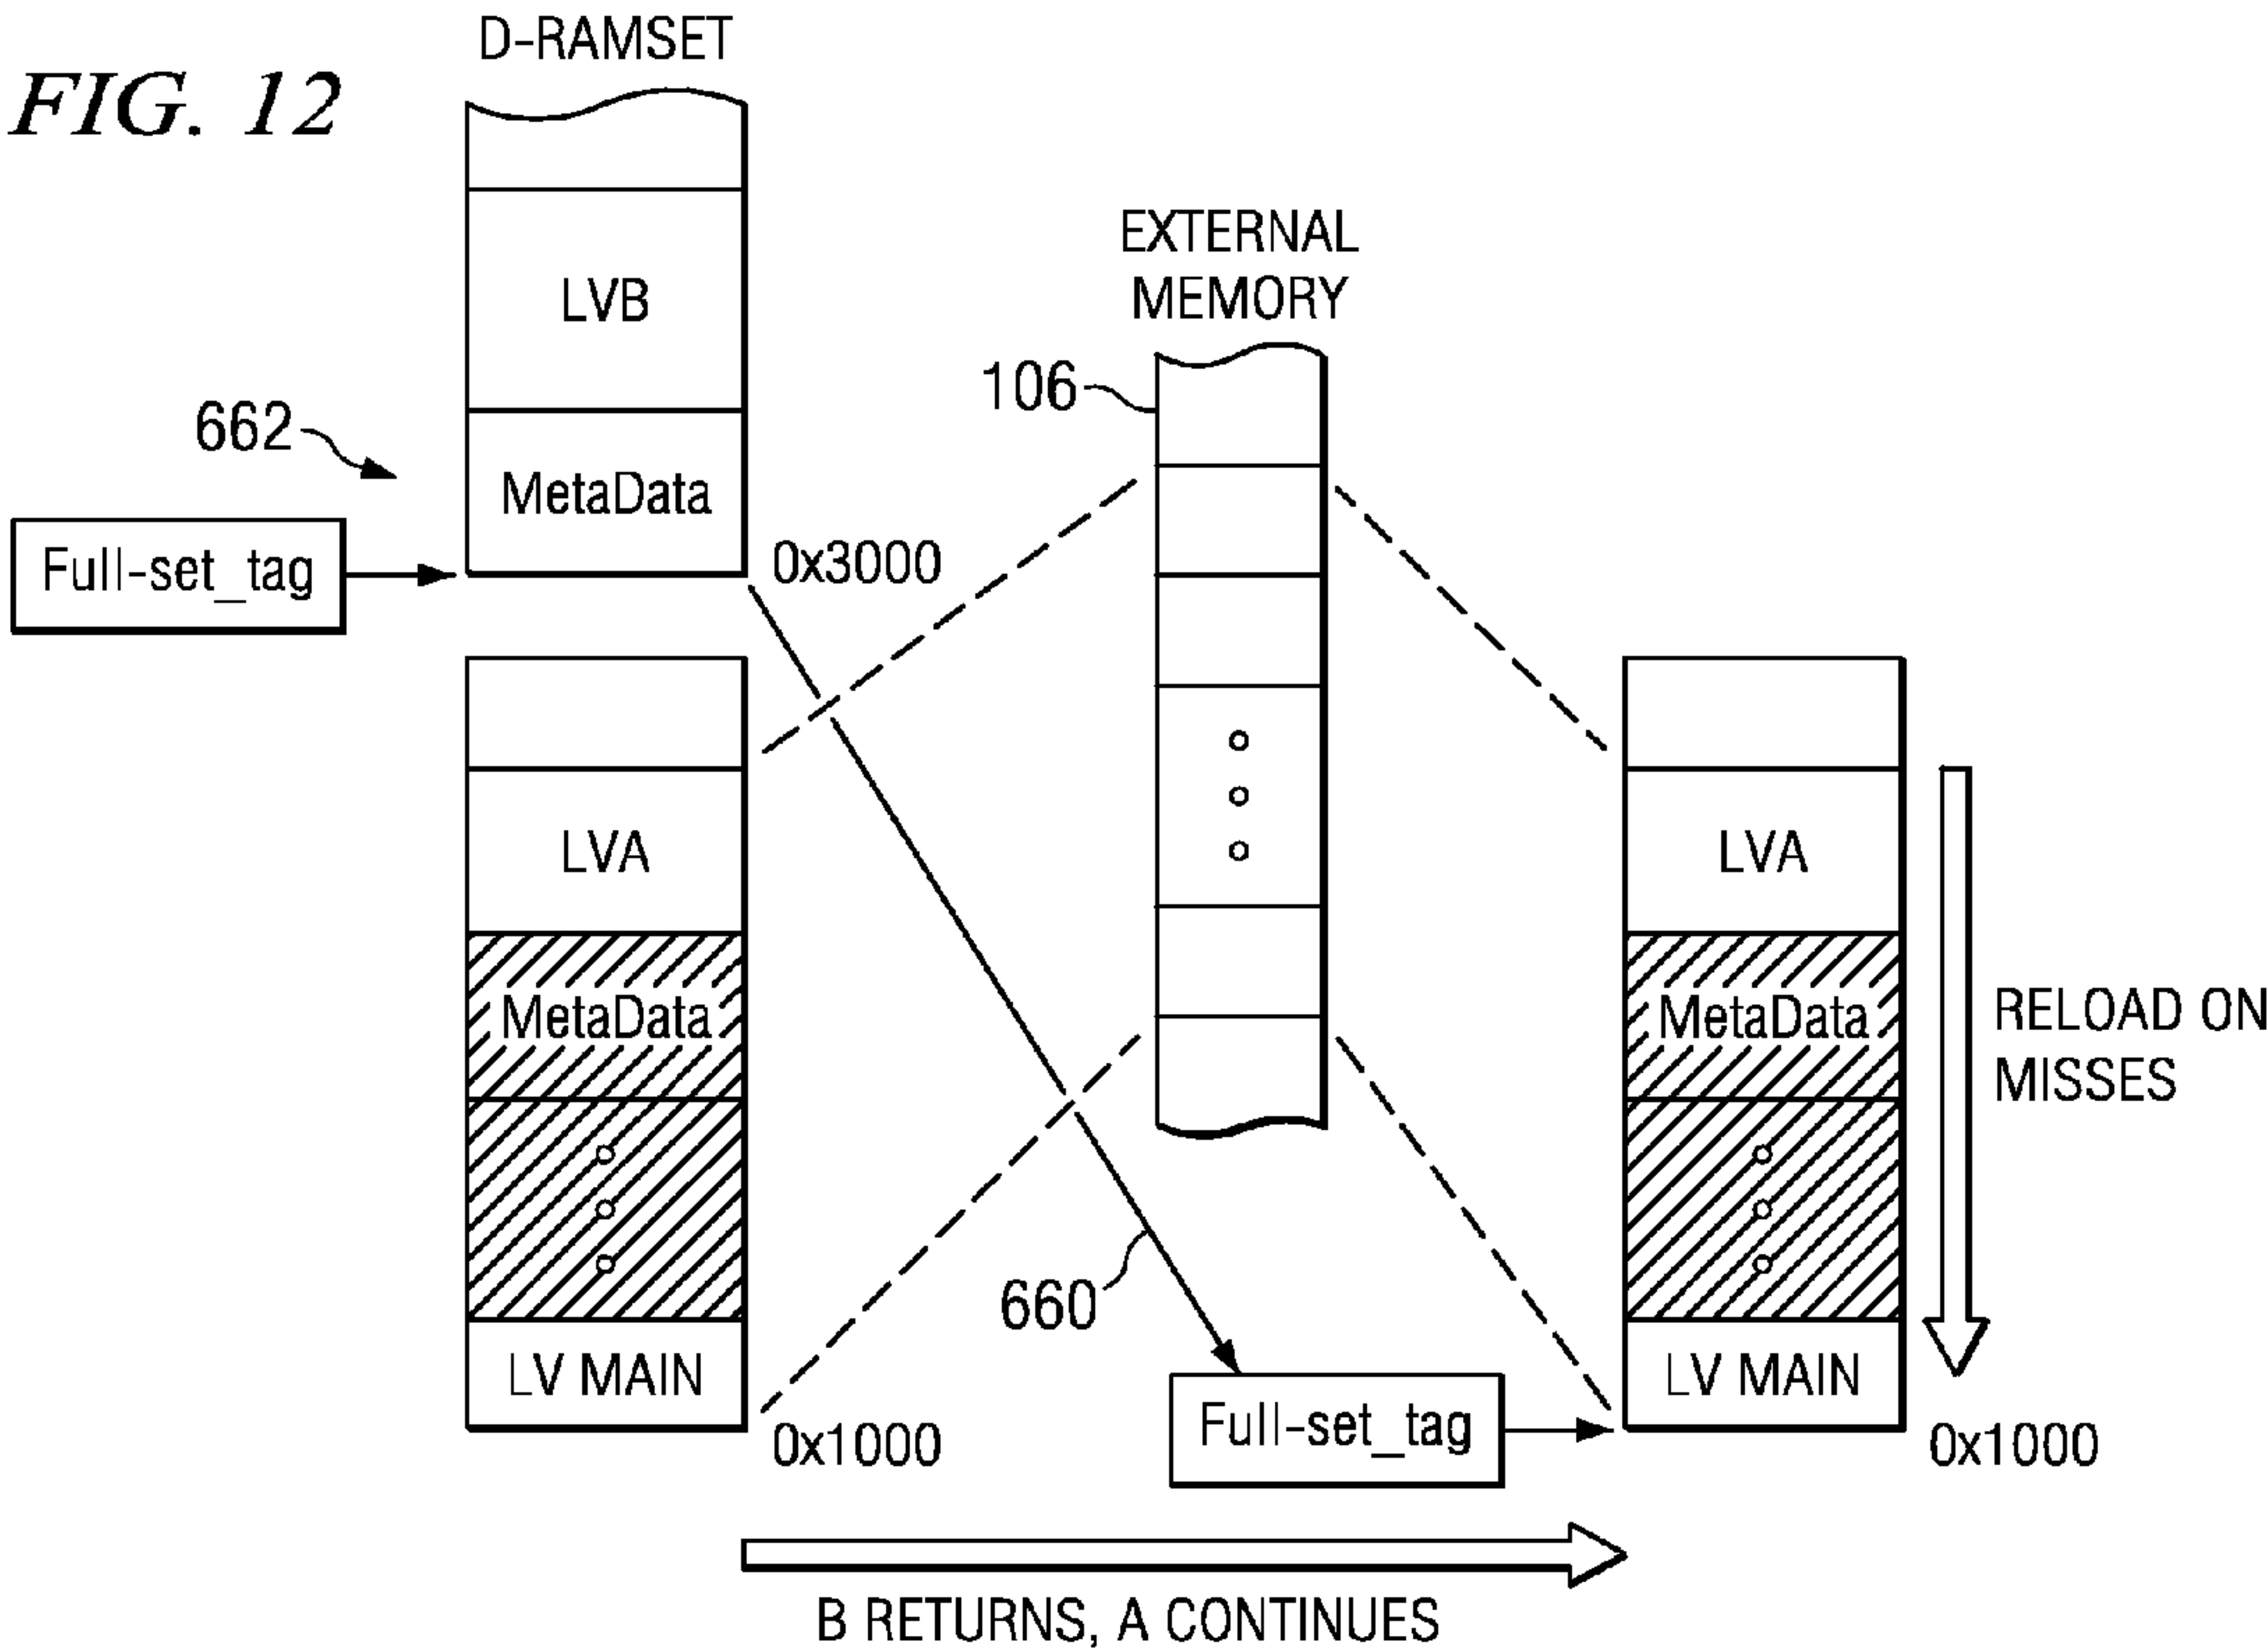 FIG. 12
D-RAMSET
LVB
MetaData
662
Full-set_tag
0x3000
EXTERNAL
MEMORY
106
LVA
MetaData
LV MAIN
0x1000
660
Full-set_tag
LVA
MetaData
LV MAIN
0x1000
RELOAD ON
MISSES
B RETURNS, A CONTINUES